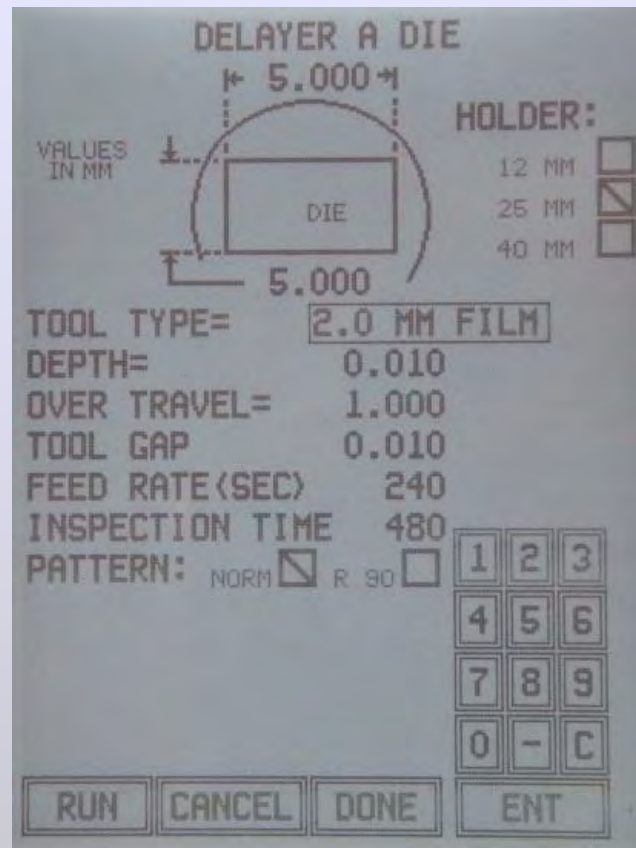 DELAYER A DIE
5.000
HOLDER:
VALUES
IN MM
12 MM
DIE
25 MM
40 MM
5.000
TOOL TYPE= 2.0 MM FILM
DEPTH= 0.010
OVER TRAVEL= 1.000
TOOL GAP 0.010
FEED RATE(SEC) 240
INSPECTION TIME 480
PATTERN: NORM R 90
1 2 3
4 5 6
7 8 9
0 - C
RUN CANCEL DONE ENT